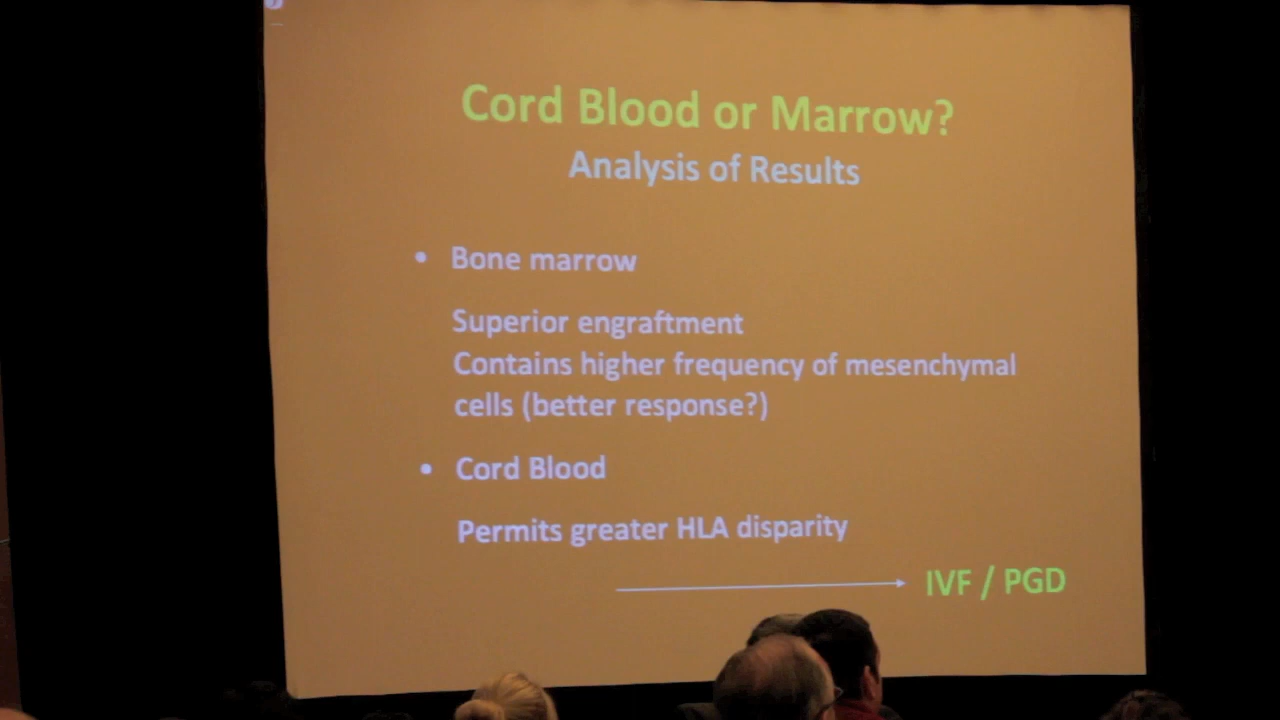 Cord Blood or Marrow?
Analysis of Results
• Bone marrow
Superior engraftment
Contains higher frequency of mesenchymal
cells (better response?)
• Cord Blood
Permits greater HLA disparity
IVF / PGD